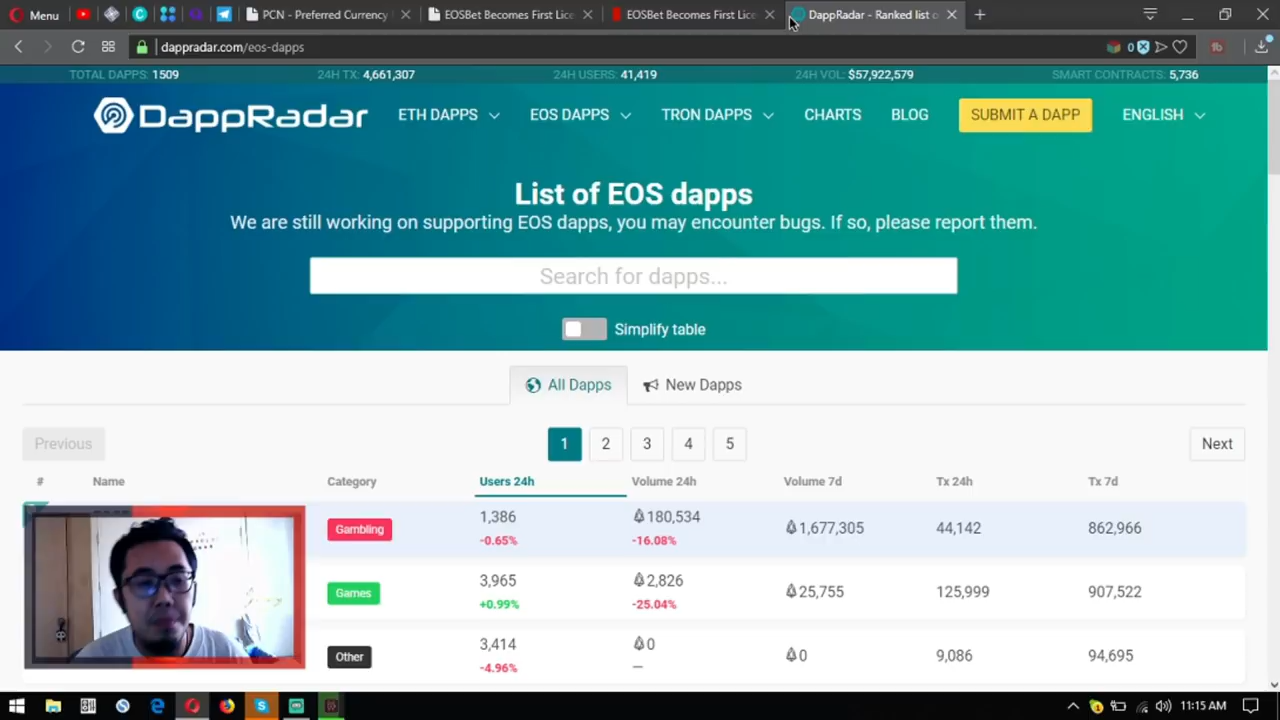 Menu
PCN - Preferred Currency
EOSBet Becomes First Lice
EOSBet Becomes First Lice
DappRadar - Ranked list o
dappradar.com/eos-dapps
0
TOTAL DAPPS: 1509
24H TX: 4,661,307
24H USERS: 41,419
24H VOL: $57,922,579
SMART CONTRACTS: 5,736
DappRadar
ETH DAPPS
EOS DAPPS
TRON DAPPS
CHARTS
BLOG
SUBMIT A DAPP
ENGLISH
List of EOS dapps
We are still working on supporting EOS dapps, you may encounter bugs. If so, please report them.
Search for dapps...
Simplify table
All Dapps
New Dapps
Previous
1 2 3 4 5
Next
# Name Category Users 24h Volume 24h Volume 7d Tx 24h Tx 7d
Gambling 1,386 180,534 1,677,305 44,142 862,966
-0.65% -16.08%
Games 3,965 2,826 25,755 125,999 907,522
+0.99% -25.04%
Other 3,414 0 0 9,086 94,695
-4.96% —
11:15 AM